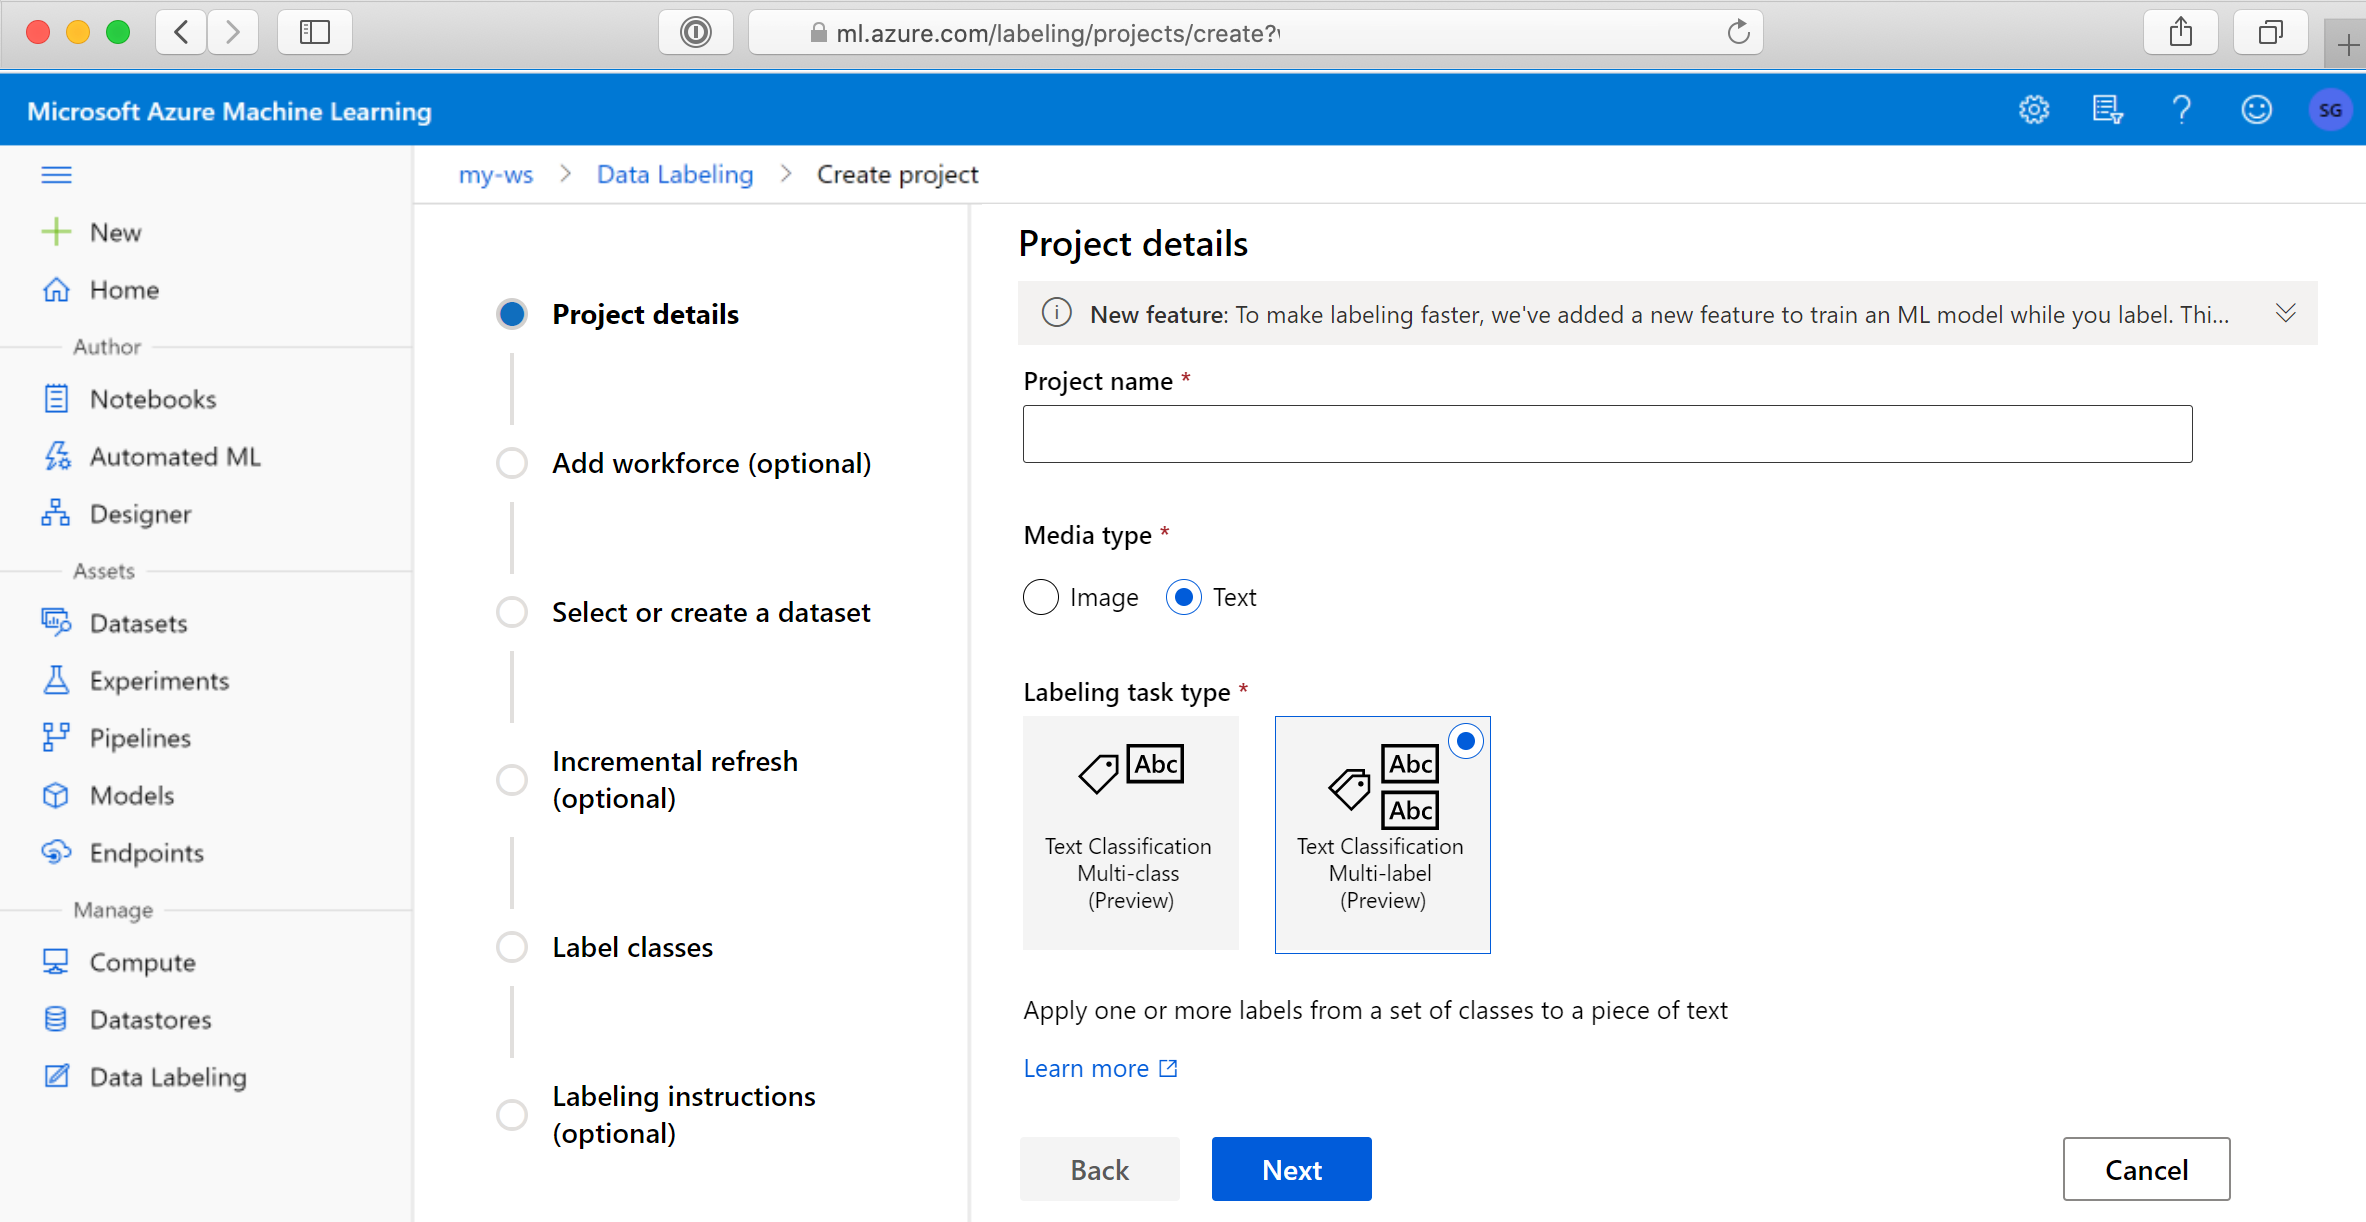 ml.azure.com/labeling/projects/create?
Microsoft Azure Machine Learning
SG
my-ws > Data Labeling > Create project
New
Home
Author
Notebooks
Automated ML
Designer
Assets
Datasets
Experiments
Pipelines
Models
Endpoints
Manage
Compute
Datastores
Data Labeling
Project details
Add workforce (optional)
Select or create a dataset
Incremental refresh
(optional)
Label classes
Labeling instructions
(optional)
Project details
New feature: To make labeling faster, we've added a new feature to train an ML model while you label. Thi...
Project name *
Media type *
Image Text
Labeling task type *
Abc
Text Classification
Multi-class
(Preview)
Abc
Abc
Text Classification
Multi-label
(Preview)
Apply one or more labels from a set of classes to a piece of text
Learn more
Back Next Cancel